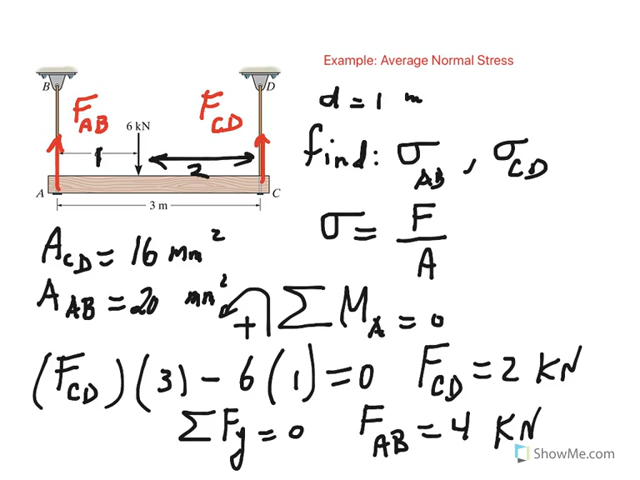 Example: Average Normal Stress
B
D
F_AB
F_CD
6 kN
d = 1 m
find: σ_AB, σ_CD
1
2
A
C
3 m
σ = F/A
A_CD = 16 mm²
A_AB = 20 mm²
+ ΣM_A = 0
(F_CD)(3) - 6(1) = 0 F_CD = 2 KN
ΣFy = 0 F_AB = 4 KN
ShowMe.com